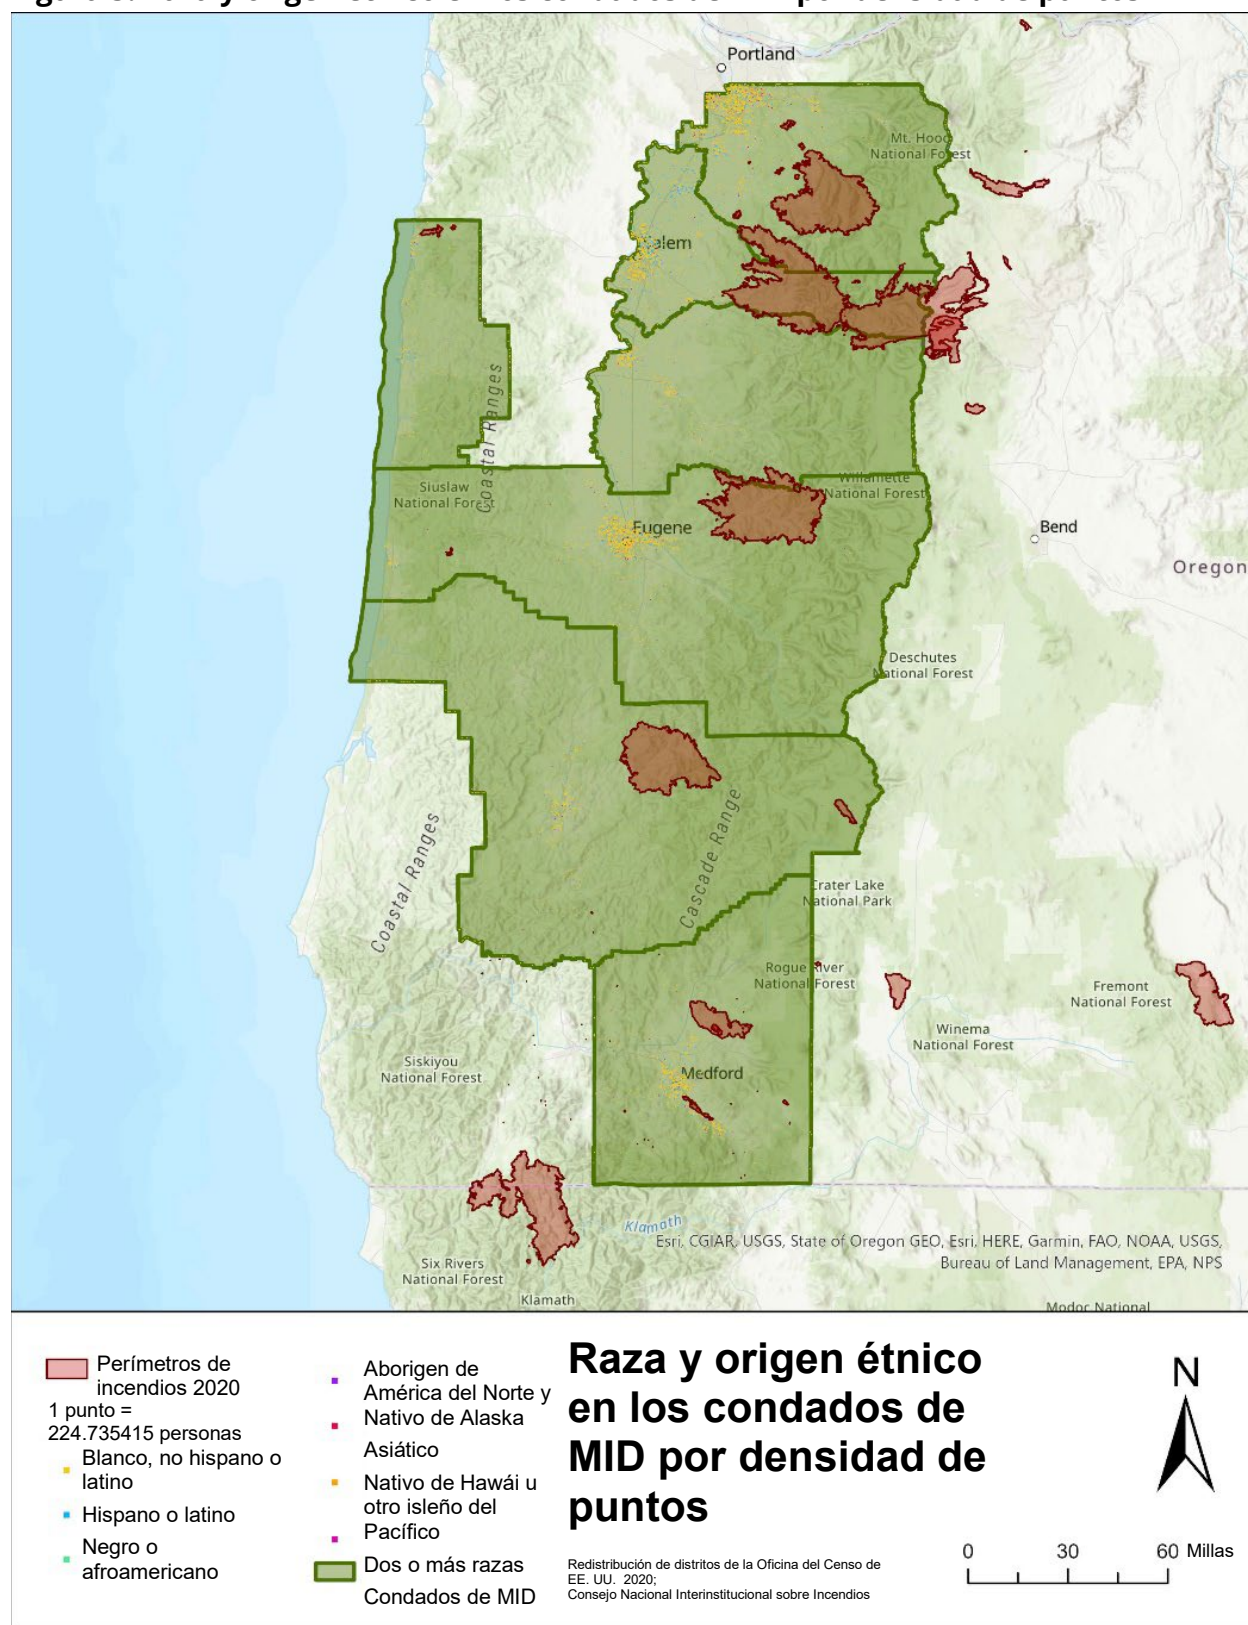 Portland
Mt. Hood
National Forest
Salem
Coastal Ranges
Siuslaw
National Forest
Willamette
National Forest
Eugene
Bend
Oregon
Deschutes
National Forest
Coastal Ranges
Cascade Range
Crater Lake
National Park
Rogue River
National Forest
Fremont
National Forest
Winema
National Forest
Siskiyou
National Forest
Medford
Klamath
Esri, CGIAR, USGS, State of Oregon GEO, Esri, HERE, Garmin, FAO, NOAA, USGS,
Bureau of Land Management, EPA, NPS
Six Rivers
National Forest
Klamath
Modoc National
Perímetros de
incendios 2020
1 punto =
224.735415 personas
Blanco, no hispano o
latino
Hispano o latino
Negro o
afroamericano
Aborigen de
América del Norte y
Nativo de Alaska
Asiático
Nativo de Hawái u
otro isleño del
Pacífico
Dos o más razas
Condados de MID
Raza y origen étnico
en los condados de
MID por densidad de
puntos
Redistribución de distritos de la Oficina del Censo de
EE. UU. 2020;
Consejo Nacional Interinstitucional sobre Incendios
N
0 30 60 Millas